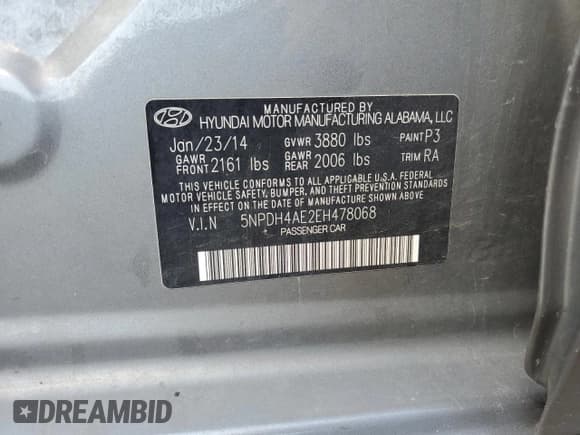 MANUFACTURED BY
HYUNDAI MOTOR MANUFACTURING ALABAMA, LLC
Jan/23/14 GVWR 3880 lbs PAINT P3
GAWR FRONT 2161 lbs GAWR REAR 2006 lbs TRIM RA
THIS VEHICLE CONFORMS TO ALL APPLICABLE U.S.A. FEDERAL
MOTOR VEHICLE SAFETY, BUMPER, AND THEFT PREVENTION STANDARDS
IN EFFECT ON THE DATE OF MANUFACTURE SHOWN ABOVE
V.I.N 5NPDH4AE2EH478068
PASSENGER CAR
DREAMBID